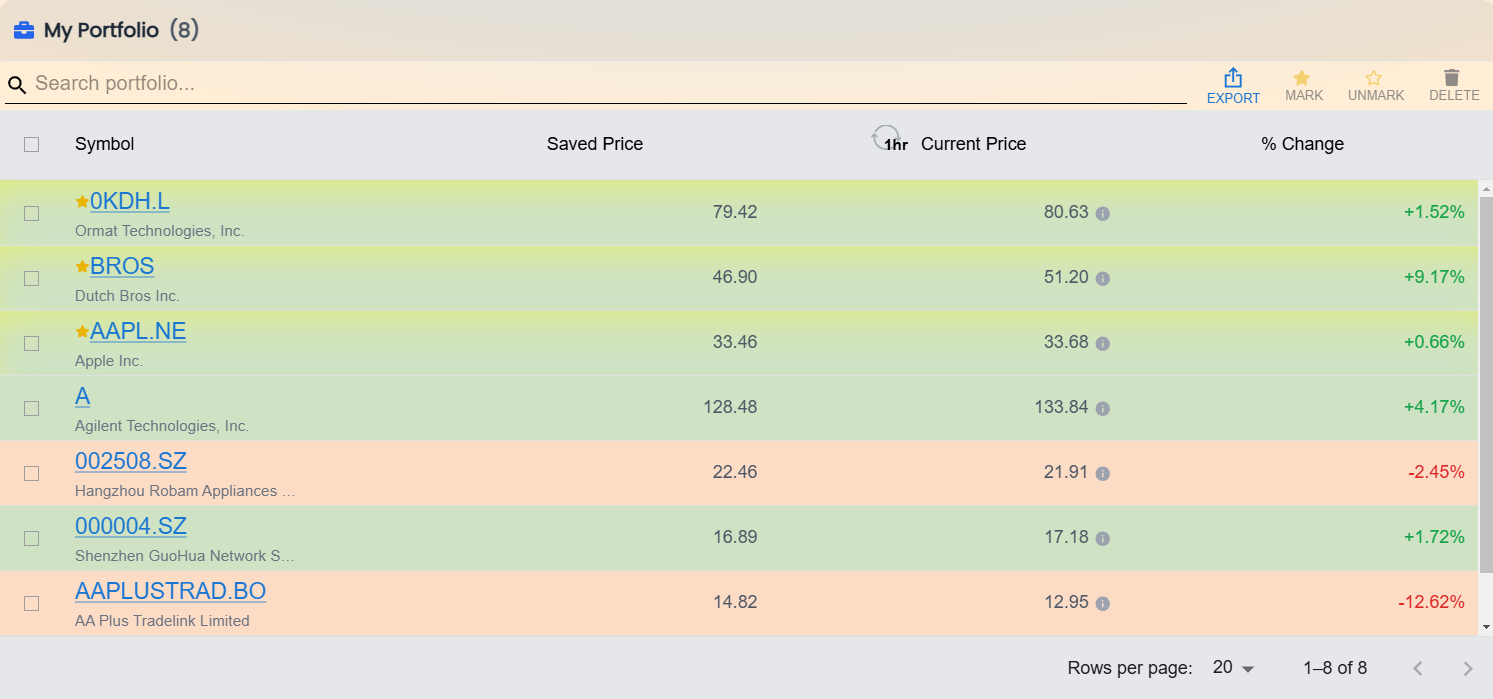 My Portfolio (8)
Search portfolio...
EXPORT MARK UNMARK DELETE
Symbol Saved Price 1hr Current Price % Change
0KDH.L 79.42 80.63 +1.52%
Ormat Technologies, Inc.
BROS 46.90 51.20 +9.17%
Dutch Bros Inc.
AAPL.NE 33.46 33.68 +0.66%
Apple Inc.
A 128.48 133.84 +4.17%
Agilent Technologies, Inc.
002508.SZ 22.46 21.91 -2.45%
Hangzhou Robam Appliances ...
000004.SZ 16.89 17.18 +1.72%
Shenzhen GuoHua Network S...
AAPLUSTRAD.BO 14.82 12.95 -12.62%
AA Plus Tradelink Limited
Rows per page: 20 1–8 of 8